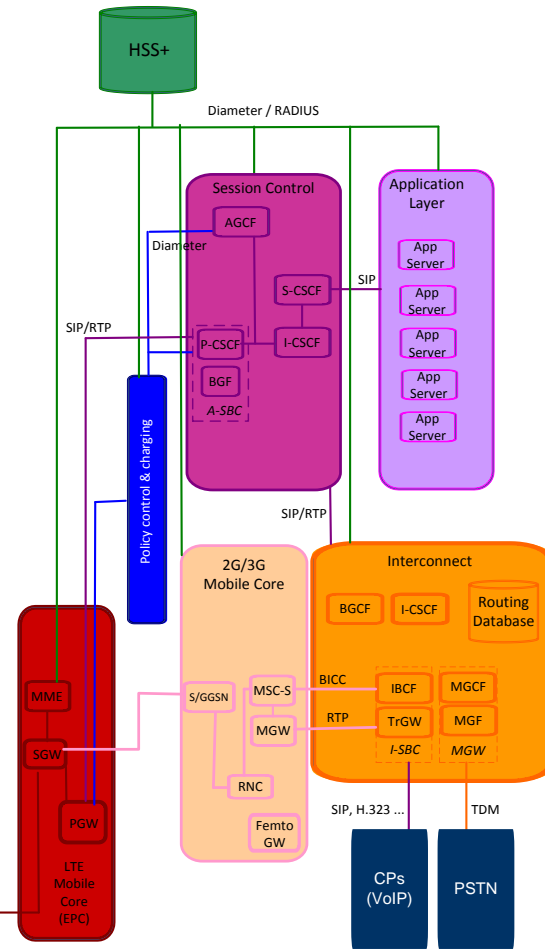 HSS+
Diameter / RADIUS
Session Control
AGCF
Diameter
S-CSCF
SIP
SIP/RTP
P-CSCF
I-CSCF
BGF
A-SBC
Application
Layer
App
Server
App
Server
App
Server
App
Server
App
Server
Policy control & charging
SIP/RTP
2G/3G
Mobile Core
S/GGSN
MSC-S
MGW
RNC
Femto
GW
BICC
RTP
Interconnect
BGCF
I-CSCF
Routing
Database
IBCF
MGCF
TrGW
MGF
I-SBC
MGW
MME
SGW
PGW
LTE
Mobile
Core
(EPC)
SIP, H.323 ...
TDM
CPs
(VoIP)
PSTN